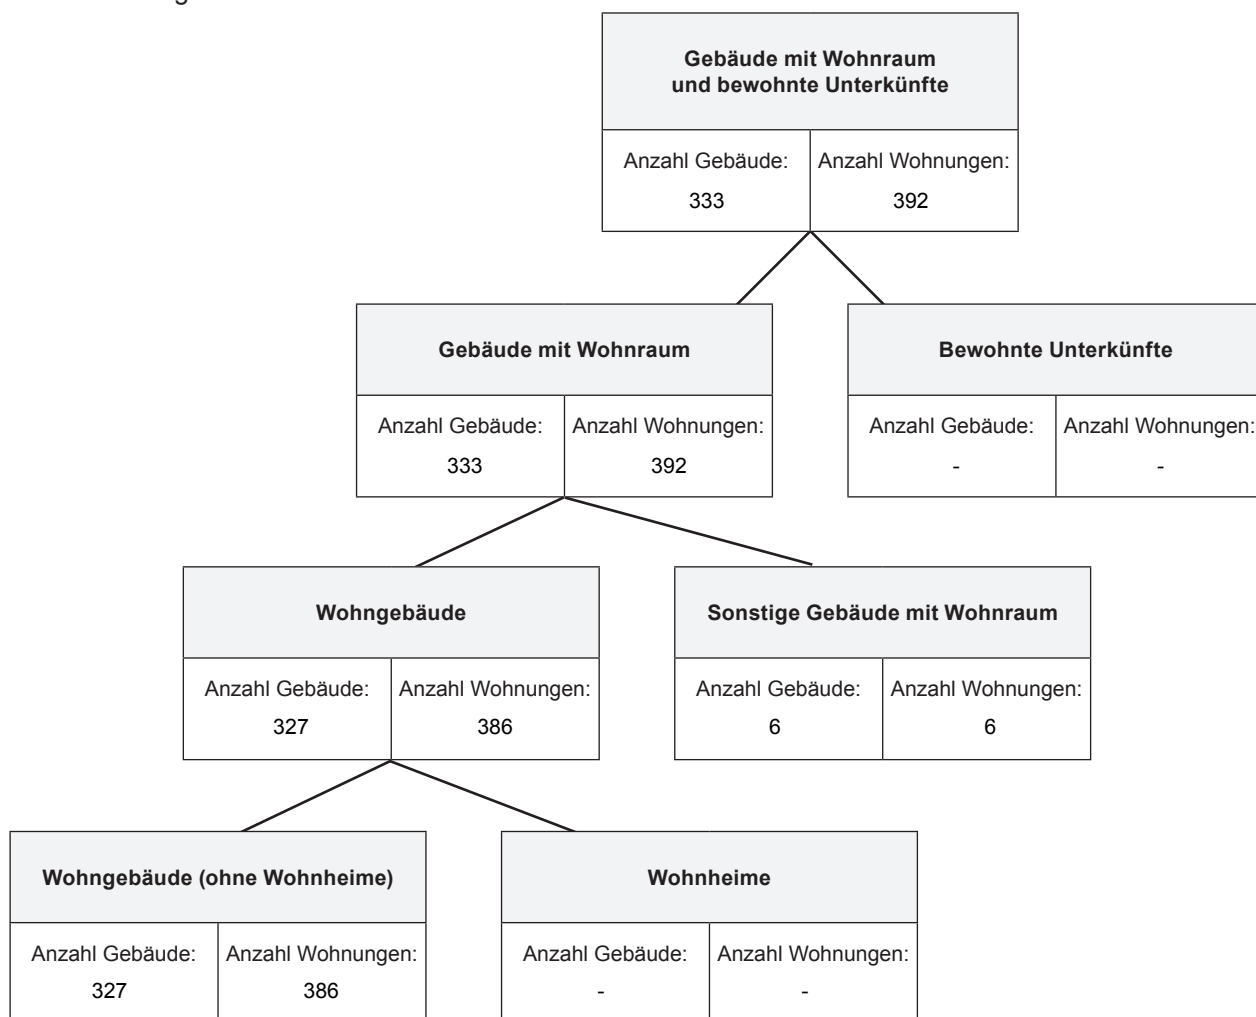 Gebäude mit Wohnraum
und bewohnte Unterkünfte
Anzahl Gebäude: Anzahl Wohnungen:
333 392
Gebäude mit Wohnraum Bewohnte Unterkünfte
Anzahl Gebäude: Anzahl Wohnungen: Anzahl Gebäude: Anzahl Wohnungen:
333 392 - -
Wohngebäude Sonstige Gebäude mit Wohnraum
Anzahl Gebäude: Anzahl Wohnungen: Anzahl Gebäude: Anzahl Wohnungen:
327 386 6 6
Wohngebäude (ohne Wohnheime) Wohnheime
Anzahl Gebäude: Anzahl Wohnungen: Anzahl Gebäude: Anzahl Wohnungen:
327 386 - -